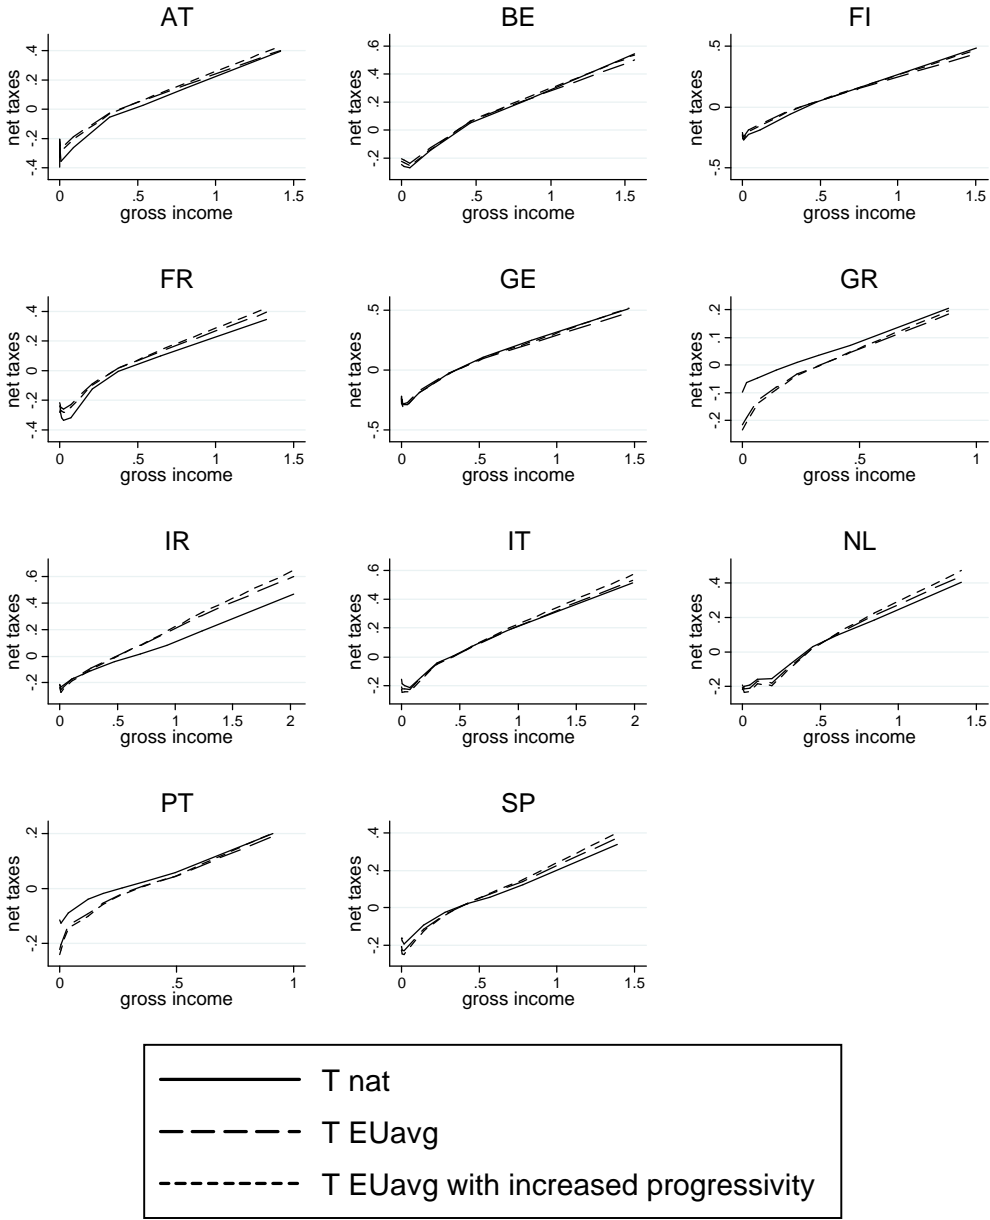 AT
BE
FI
net taxes
-.4 -.2 0 .2 .4
0 .5 1 1.5
gross income
net taxes
-.2 0 .2 .4 .6
0 .5 1 1.5
gross income
net taxes
-.5 0 .5
0 .5 1 1.5
gross income
FR
GE
GR
net taxes
-.4 -.2 0 .2 .4
0 .5 1 1.5
gross income
net taxes
-.5 0 .5
0 .5 1 1.5
gross income
net taxes
-.2 -.1 0 .1 .2
0 .5 1
gross income
IR
IT
NL
net taxes
-.2 0 .2 .4 .6
0 .5 1 1.5 2
gross income
net taxes
-.2 0 .2 .4 .6
0 .5 1 1.5 2
gross income
net taxes
-.2 0 .2 .4
0 .5 1 1.5
gross income
PT
SP
net taxes
-.2 0 .2
0 .5 1
gross income
net taxes
-.2 0 .2 .4
0 .5 1 1.5
gross income
T nat
T EUavg
T EUavg with increased progressivity